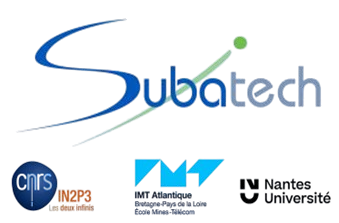 Subatech
cnrs
IN2P3
Les deux infinis
IMT Atlantique
Bretagne-Pays de la Loire
École Mines-Télécom
Nantes
Université